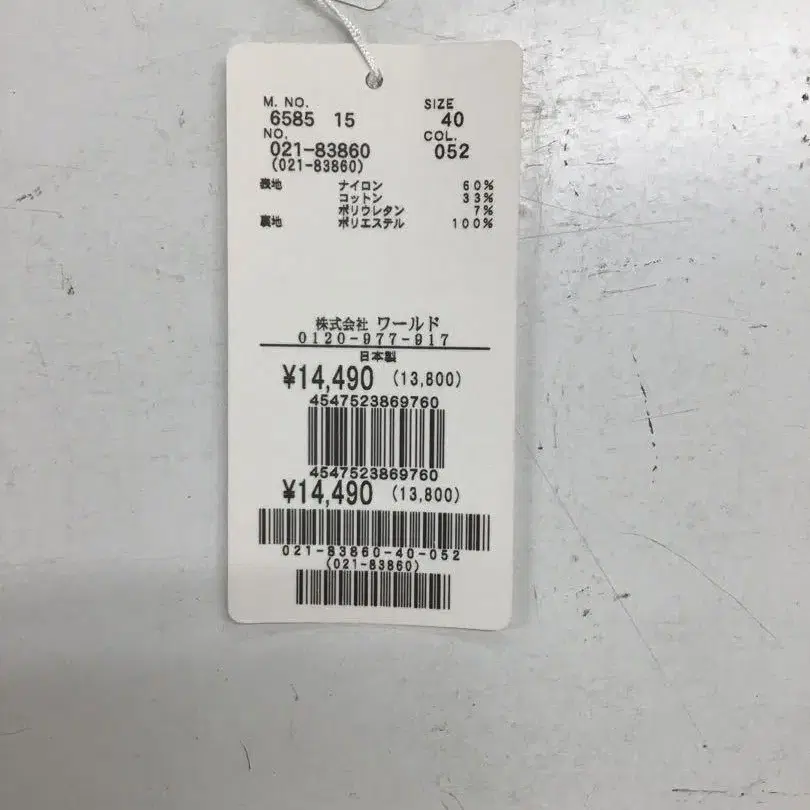 M. NO. SIZE
6585 15 40
NO. COL.
021-83860 052
(021-83860)
表地 ナイロン 60%
コットン 33%
ポリウレタン 7%
裏地 ポリエステル 100%
株式会社 ワールド
0120-977-917
日本製
¥14,490 (13,800)
4547523869760
4547523869760
¥14,490 (13,800)
021-83860-40-052
(021-83860)